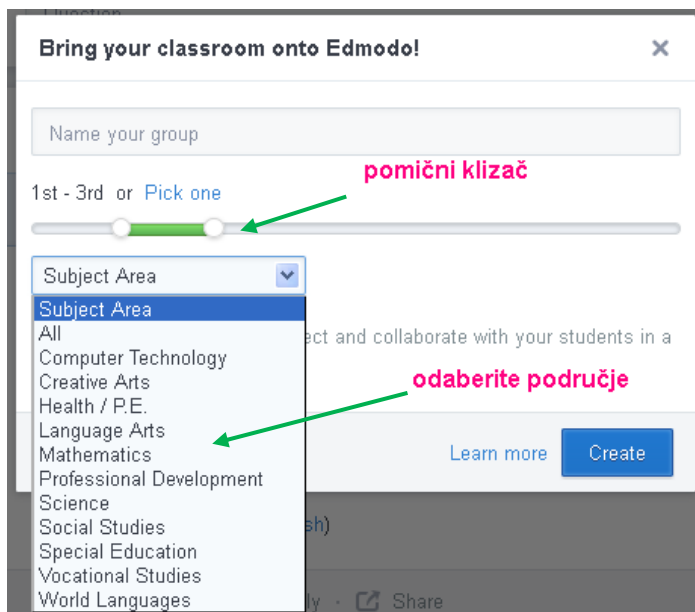 Question
Bring your classroom onto Edmodo!
Name your group
pomični klizač
1st - 3rd or Pick one
Subject Area
Subject Area
All
ect and collaborate with your students in a
Computer Technology
Creative Arts
odaberite područje
Health / P.E.
Language Arts
Mathematics
Learn more Create
Professional Development
Science
Social Studies
sh)
Special Education
Vocational Studies
World Languages
ly · Share